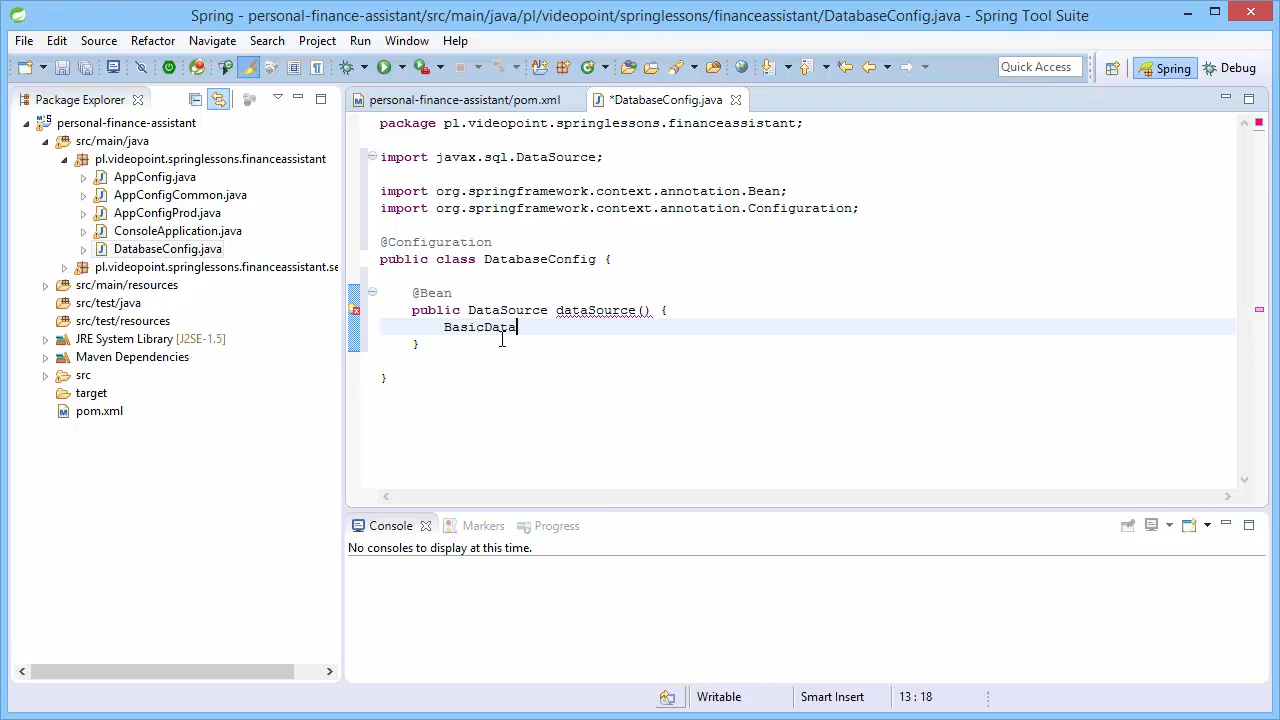 Spring - personal-finance-assistant/src/main/java/pl/videopoint/springlessons/financeassistant/DatabaseConfig.java - Spring Tool Suite
File Edit Source Refactor Navigate Search Project Run Window Help
Quick Access
Spring
Debug
Package Explorer
personal-finance-assistant
src/main/java
pl.videopoint.springlessons.financeassistant
AppConfig.java
AppConfigCommon.java
AppConfigProd.java
ConsoleApplication.java
DatabaseConfig.java
pl.videopoint.springlessons.financeassistant.se
src/main/resources
src/test/java
src/test/resources
JRE System Library [J2SE-1.5]
Maven Dependencies
src
target
pom.xml
personal-finance-assistant/pom.xml
*DatabaseConfig.java
package pl.videopoint.springlessons.financeassistant;
import javax.sql.DataSource;
import org.springframework.context.annotation.Bean;
import org.springframework.context.annotation.Configuration;
@Configuration
public class DatabaseConfig {
@Bean
public DataSource dataSource() {
BasicData
}
}
Console Markers Progress
No consoles to display at this time.
Writable Smart Insert 13 : 18